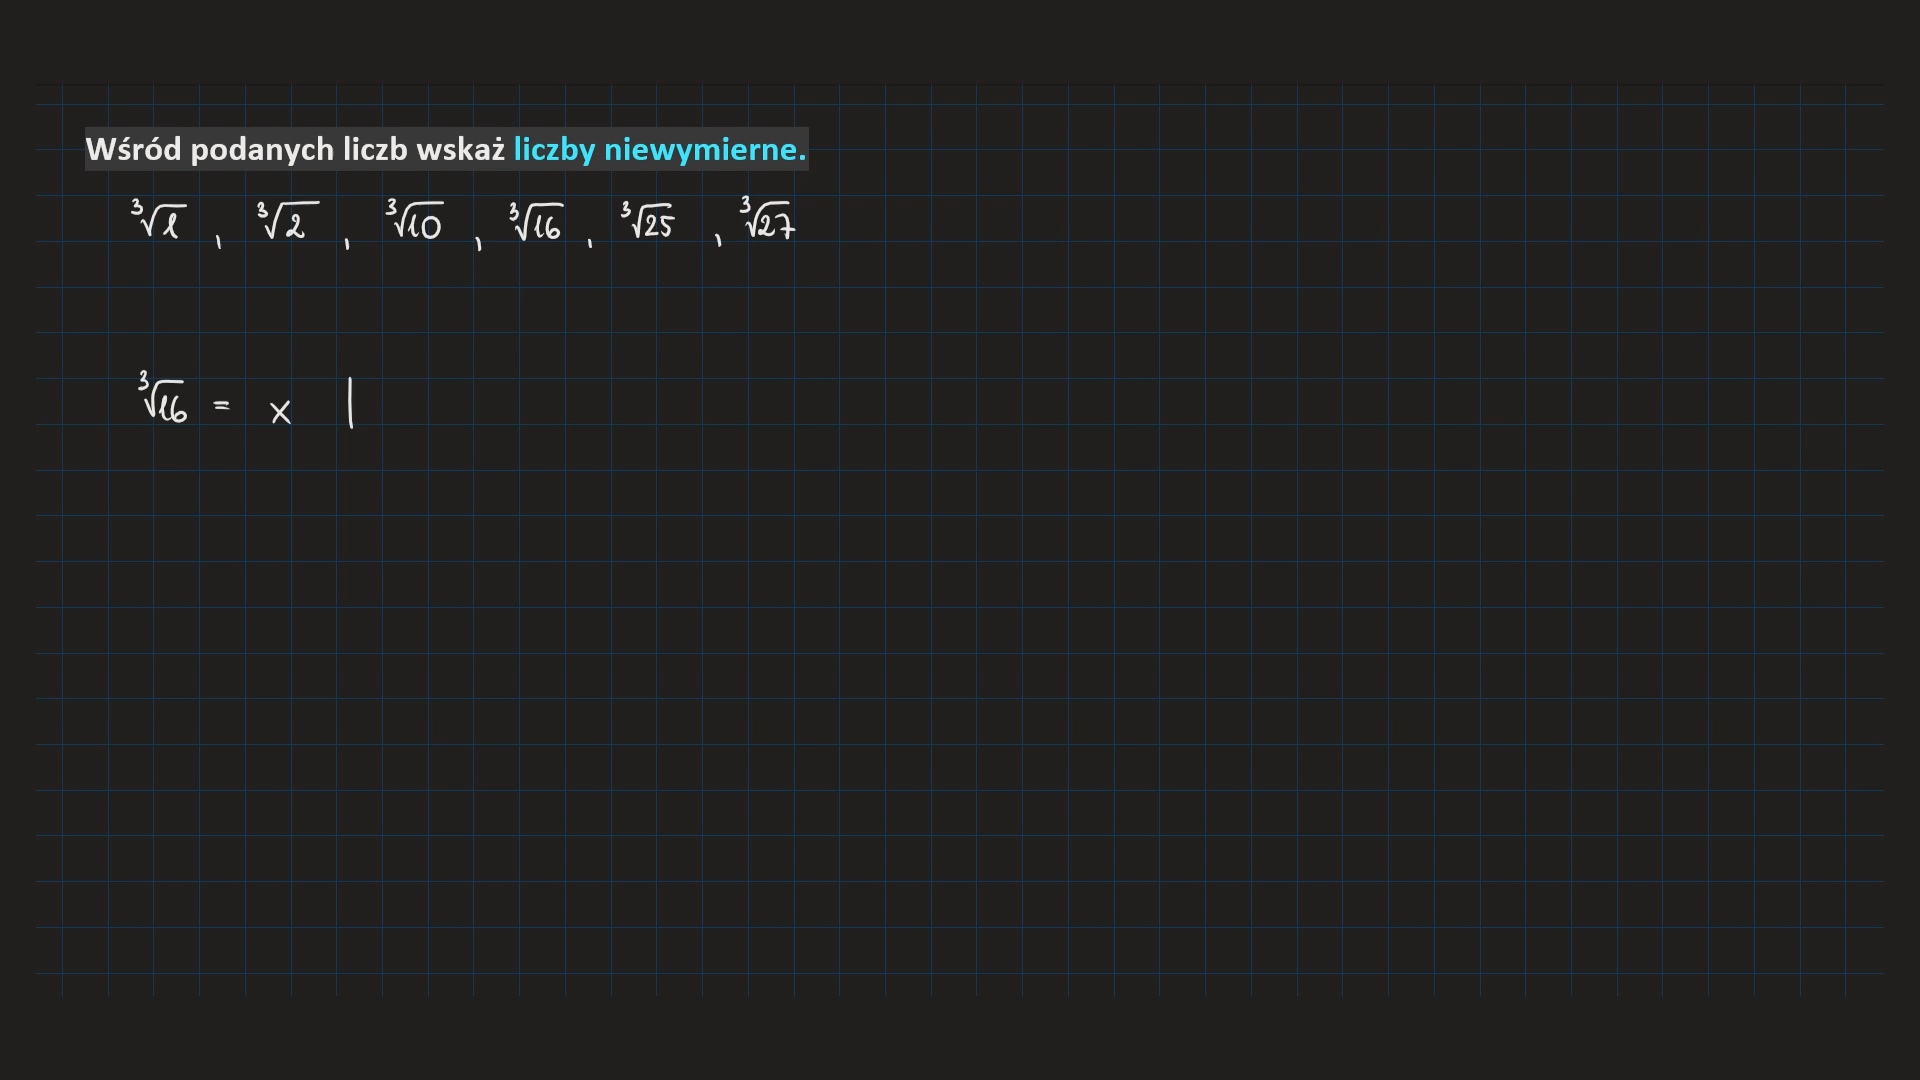 Wśród podanych liczb wskaż liczby niewymierne.
∛1 , ∛2 , ∛10 , ∛16 , ∛25 , ∛27
∛16 = x |